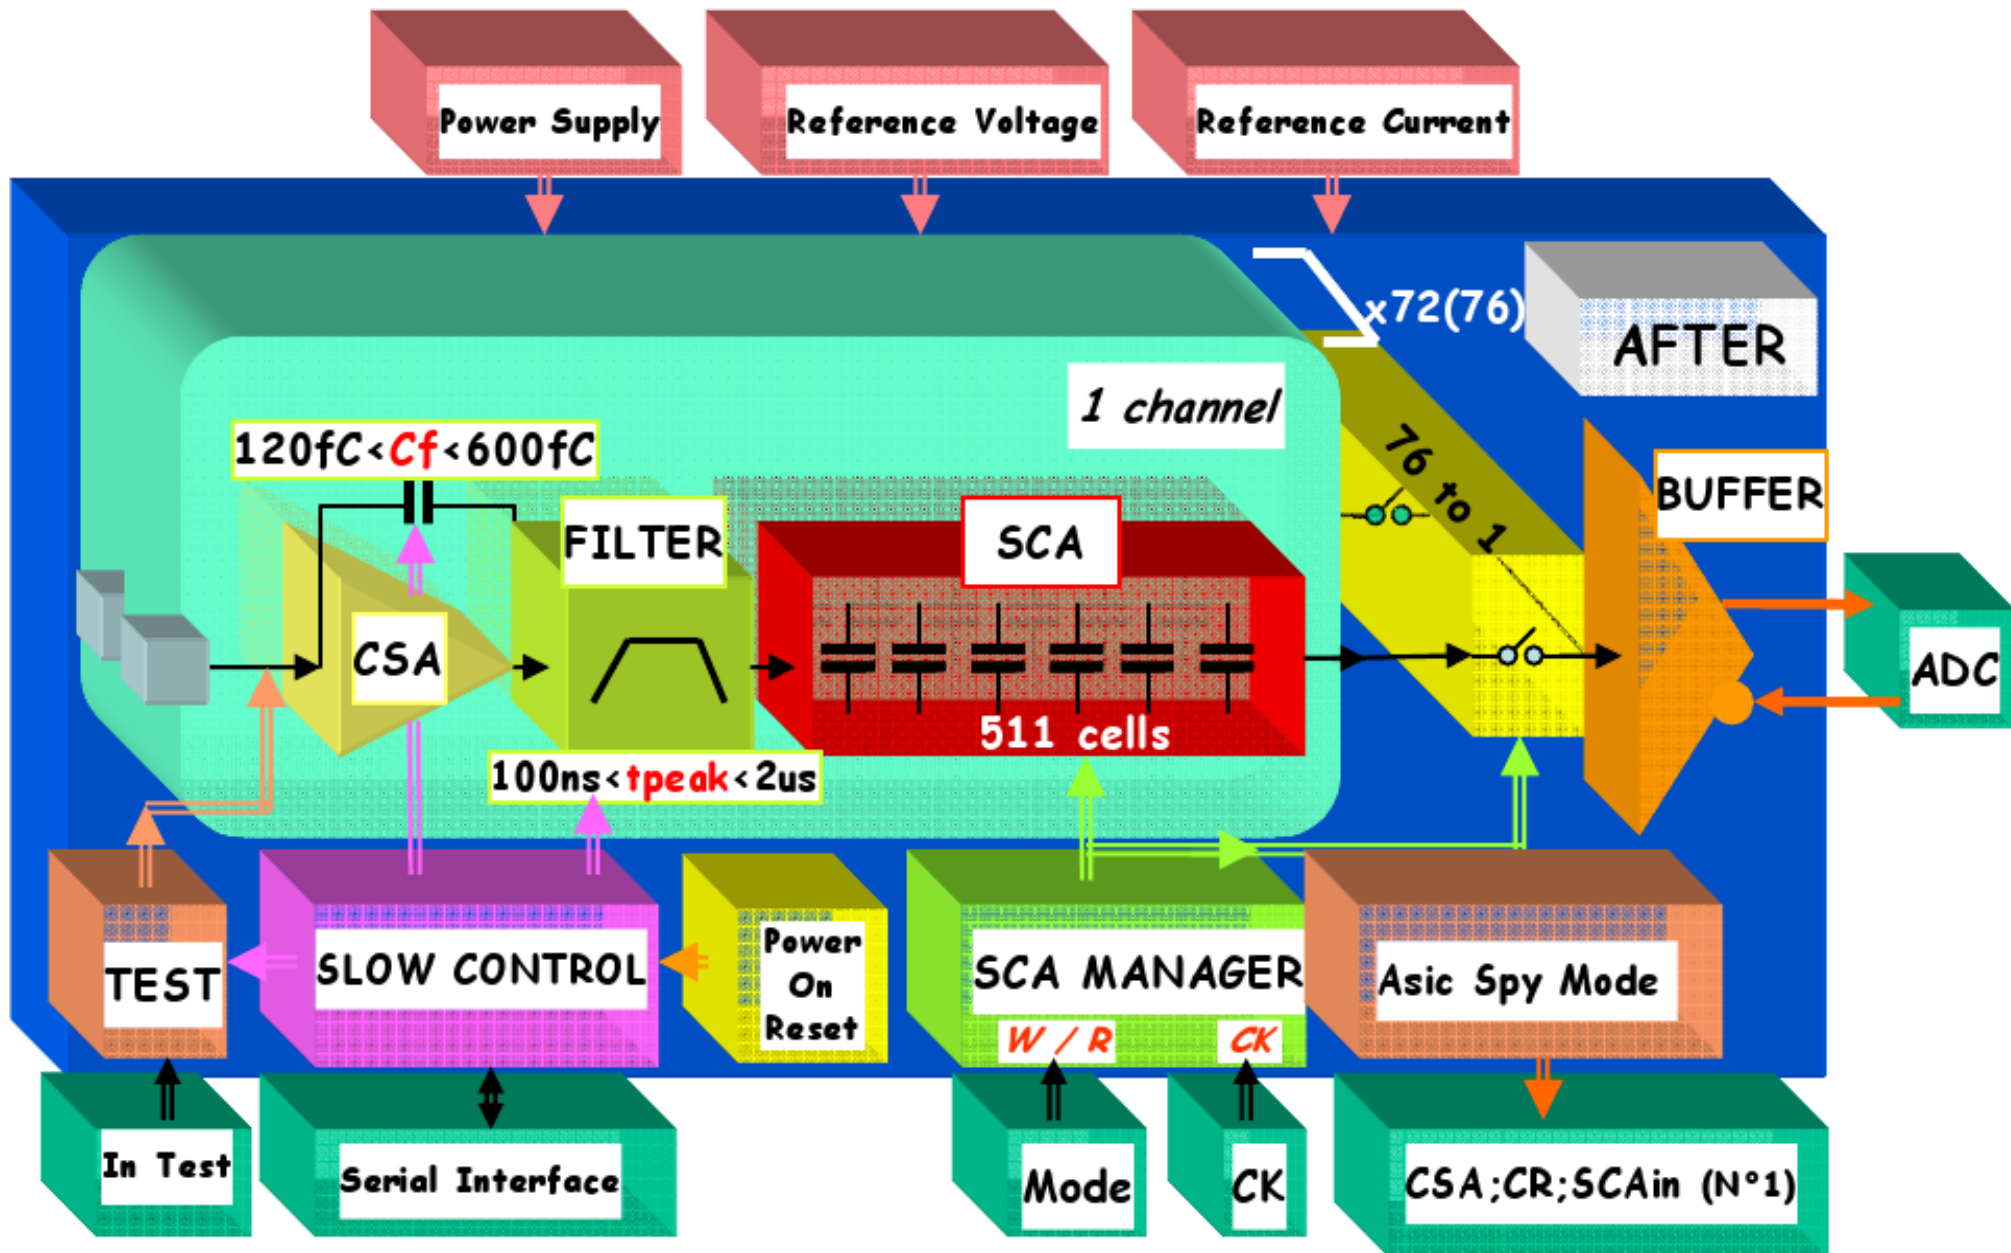 Power Supply
Reference Voltage
Reference Current
x72(76)
AFTER
1 channel
120fC<Cf<600fC
76 to 1
BUFFER
FILTER
SCA
CSA
ADC
511 cells
100ns<tpeak<2us
TEST
SLOW CONTROL
Power
On
Reset
SCA MANAGER
W / R
CK
Asic Spy Mode
In Test
Serial Interface
Mode
CK
CSA;CR;SCAin (N°1)